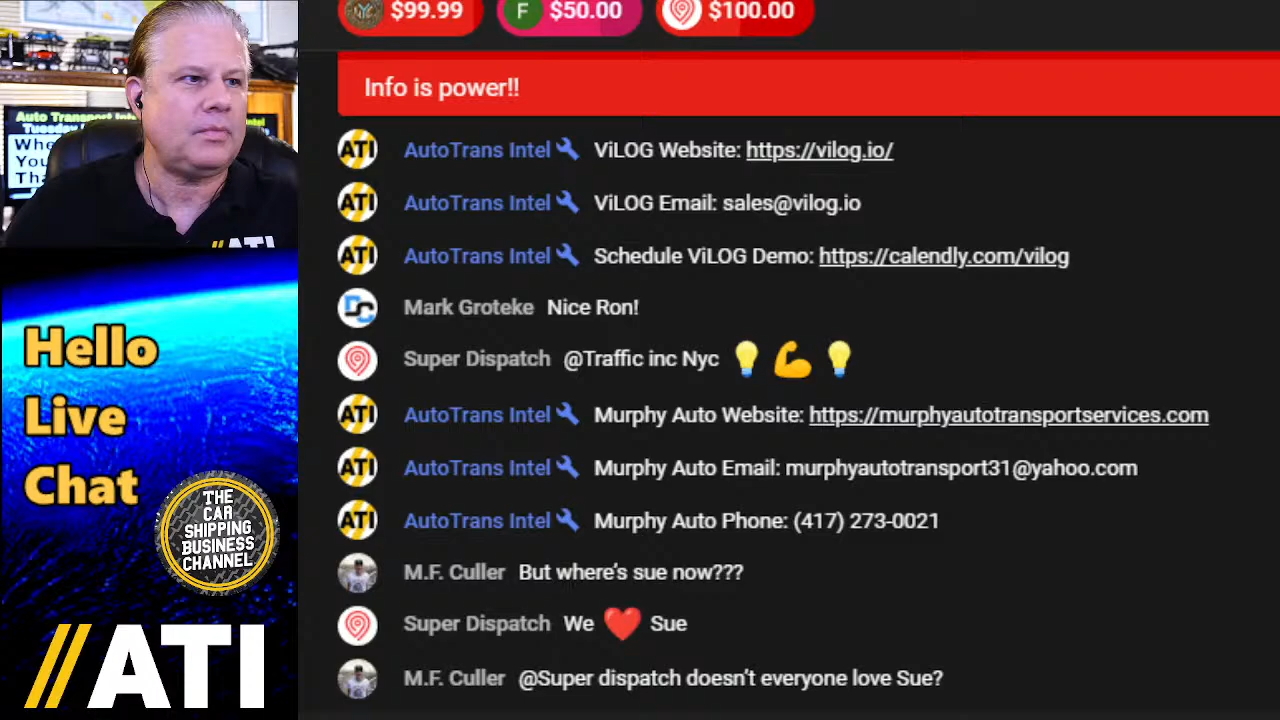 $99.99
F $50.00
$100.00
Info is power!!
ATI AutoTrans Intel ViLOG Website: https://vilog.io/
ATI AutoTrans Intel ViLOG Email: sales@vilog.io
ATI AutoTrans Intel Schedule ViLOG Demo: https://calendly.com/vilog
DC Mark Groteke Nice Ron!
Super Dispatch @Traffic inc Nyc 💡 💪 💡
ATI AutoTrans Intel Murphy Auto Website: https://murphyautotransportservices.com
ATI AutoTrans Intel Murphy Auto Email: murphyautotransport31@yahoo.com
ATI AutoTrans Intel Murphy Auto Phone: (417) 273-0021
M.F. Culler But where's sue now???
Super Dispatch We ❤️ Sue
M.F. Culler @Super dispatch doesn't everyone love Sue?
Auto Transport
Tuesday
//ATI
Hello
Live
Chat
THE
CAR
SHIPPING
BUSINESS
CHANNEL
//ATI